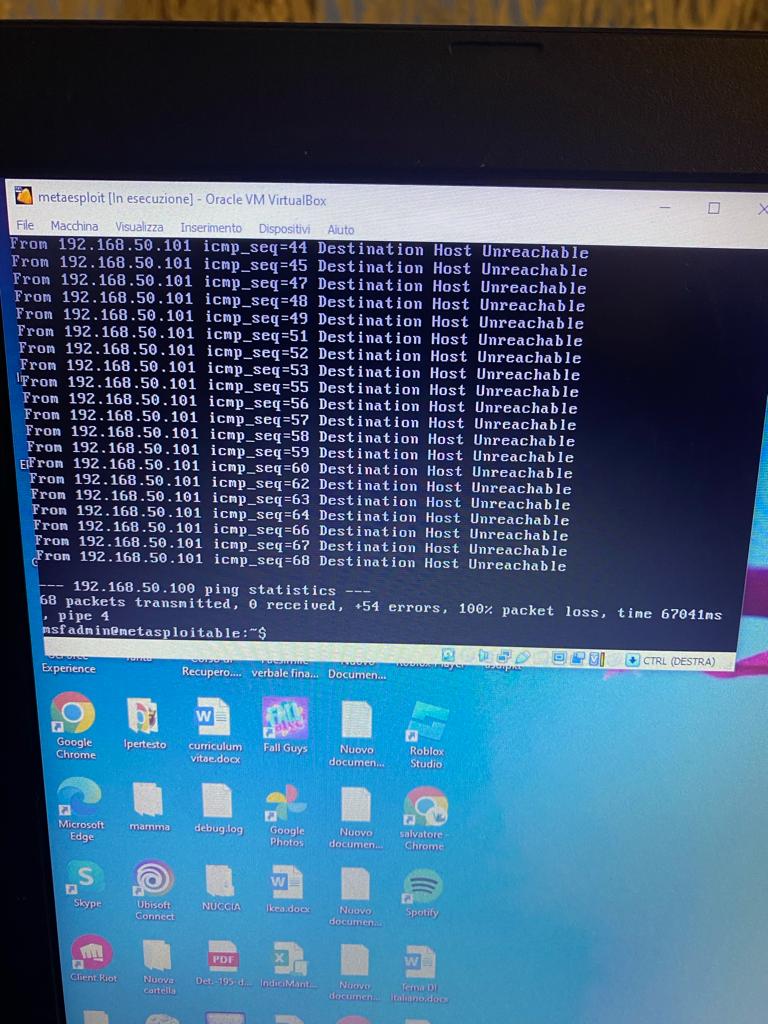 metaesploit [In esecuzione] - Oracle VM VirtualBox
File Macchina Visualizza Inserimento Dispositivi Aiuto
From 192.168.50.101 icmp_seq=44 Destination Host Unreachable
From 192.168.50.101 icmp_seq=45 Destination Host Unreachable
From 192.168.50.101 icmp_seq=47 Destination Host Unreachable
From 192.168.50.101 icmp_seq=48 Destination Host Unreachable
From 192.168.50.101 icmp_seq=49 Destination Host Unreachable
From 192.168.50.101 icmp_seq=51 Destination Host Unreachable
From 192.168.50.101 icmp_seq=52 Destination Host Unreachable
From 192.168.50.101 icmp_seq=53 Destination Host Unreachable
From 192.168.50.101 icmp_seq=55 Destination Host Unreachable
From 192.168.50.101 icmp_seq=56 Destination Host Unreachable
From 192.168.50.101 icmp_seq=57 Destination Host Unreachable
From 192.168.50.101 icmp_seq=58 Destination Host Unreachable
From 192.168.50.101 icmp_seq=59 Destination Host Unreachable
From 192.168.50.101 icmp_seq=60 Destination Host Unreachable
From 192.168.50.101 icmp_seq=62 Destination Host Unreachable
From 192.168.50.101 icmp_seq=63 Destination Host Unreachable
From 192.168.50.101 icmp_seq=64 Destination Host Unreachable
From 192.168.50.101 icmp_seq=66 Destination Host Unreachable
From 192.168.50.101 icmp_seq=67 Destination Host Unreachable
From 192.168.50.101 icmp_seq=68 Destination Host Unreachable
--- 192.168.50.100 ping statistics ---
68 packets transmitted, 0 received, +54 errors, 100% packet loss, time 67041ms
, pipe 4
msfadmin@metasploitable:~$
CTRL (DESTRA)
Experience
Recupero....
verbale fina...
Documen...
Google
Chrome
Ipertesto
curriculum
vitae.docx
Fall Guys
Nuovo
documen...
Roblox
Studio
Microsoft
Edge
mamma
debug.log
Google
Photos
Nuovo
documen...
salvatore -
Chrome
Skype
Ubisoft
Connect
NUCCIA
Ikea.docx
Nuovo
documen...
Spotify
Client Riot
Nuova
cartella
PDF
Det.-195-d...
IndiciMant...
Nuovo
documen...
Tema DI
Italiano.docx